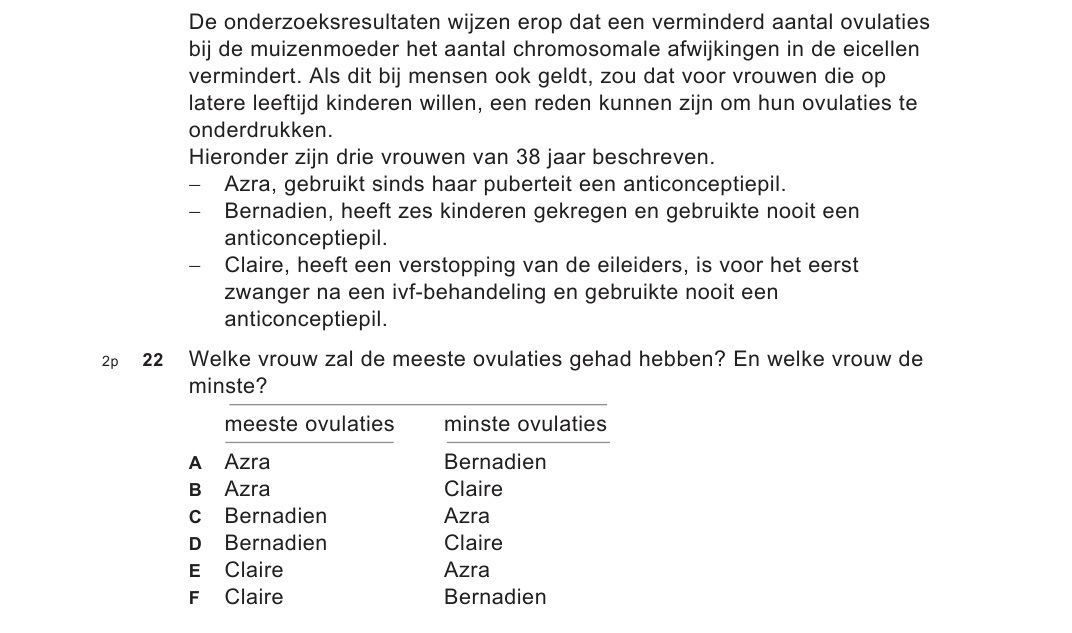 De onderzoeksresultaten wijzen erop dat een verminderd aantal ovulaties
bij de muizenmoeder het aantal chromosomale afwijkingen in de eicellen
vermindert. Als dit bij mensen ook geldt, zou dat voor vrouwen die op
latere leeftijd kinderen willen, een reden kunnen zijn om hun ovulaties te
onderdrukken.
Hieronder zijn drie vrouwen van 38 jaar beschreven.
– Azra, gebruikt sinds haar puberteit een anticonceptiepil.
– Bernadien, heeft zes kinderen gekregen en gebruikte nooit een
anticonceptiepil.
– Claire, heeft een verstopping van de eileiders, is voor het eerst
zwanger na een ivf-behandeling en gebruikte nooit een
anticonceptiepil.
2p 22 Welke vrouw zal de meeste ovulaties gehad hebben? En welke vrouw de
minste?
meeste ovulaties minste ovulaties
A Azra Bernadien
B Azra Claire
C Bernadien Azra
D Bernadien Claire
E Claire Azra
F Claire Bernadien